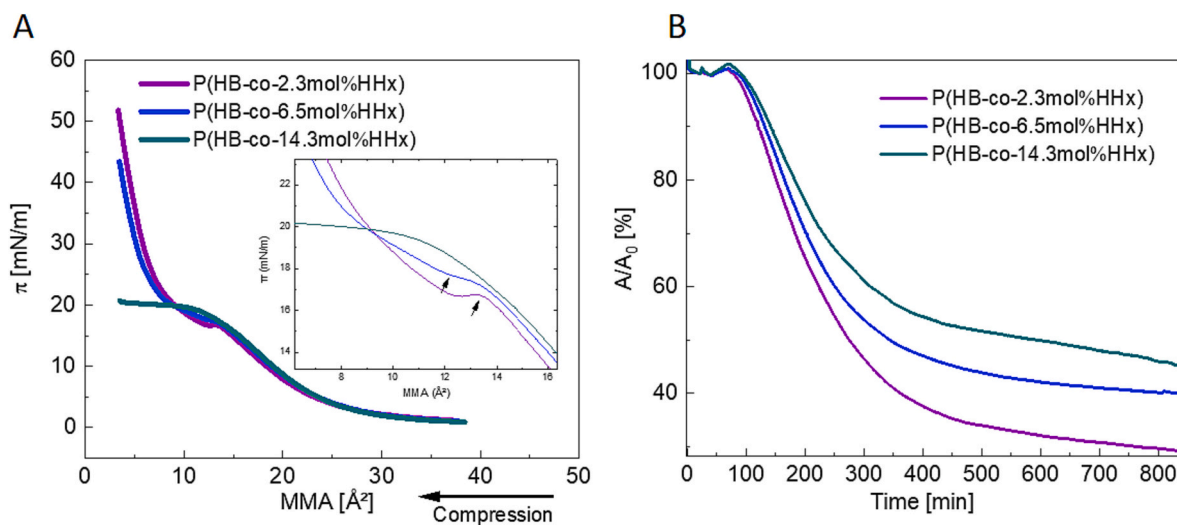 A
π [mN/m]
60
50
40
30
20
10
0
P(HB-co-2.3mol%HHx)
P(HB-co-6.5mol%HHx)
P(HB-co-14.3mol%HHx)
π (mN/m)
22
20
18
16
14
8 10 12 14 16
MMA (Å²)
0 10 20 30 40 50
MMA [Å²]
Compression
B
A/A₀ [%]
100
80
60
40
P(HB-co-2.3mol%HHx)
P(HB-co-6.5mol%HHx)
P(HB-co-14.3mol%HHx)
0 100 200 300 400 500 600 700 800
Time [min]